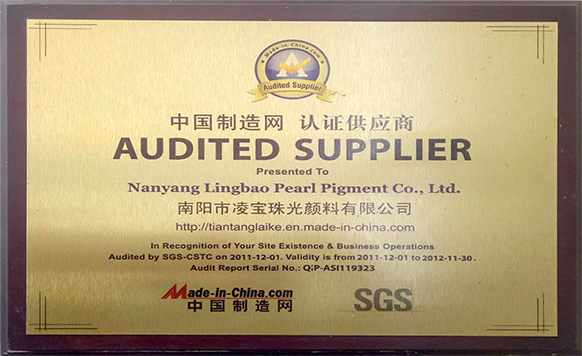 Made-in-China.com
Audited Supplier
中国制造网 认证供应商
AUDITED SUPPLIER
Presented To
Nanyang Lingbao Pearl Pigment Co., Ltd.
南阳市凌宝珠光颜料有限公司
http://tiantanglaike.en.made-in-china.com
In Recognition of Your Site Existence & Business Operations
Audited by SGS-CSTC on 2011-12-01. Validity is from 2011-12-01 to 2012-11-30.
Audit Report Serial No.: QIP-ASI119323
Made-in-China.com SGS
中国制造网